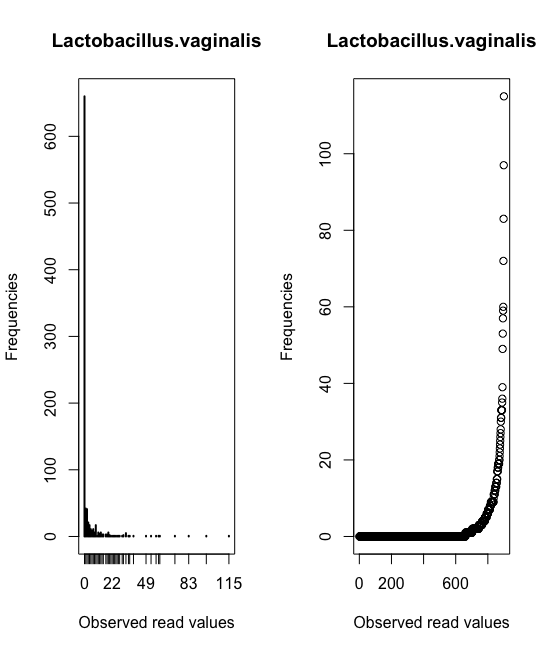 Lactobacillus.vaginalis
Frequencies
600
500
400
300
200
100
0
0 22 49 83 115
Observed read values
Lactobacillus.vaginalis
Frequencies
100
80
60
40
20
0
0 200 600
Observed read values